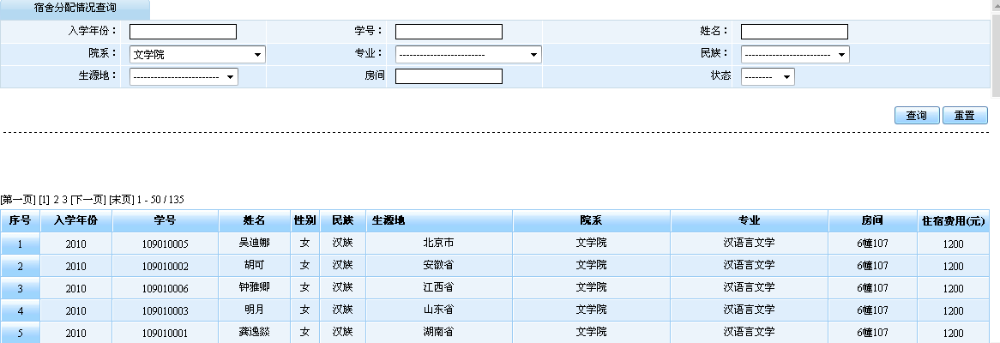 宿舍分配情况查询
入学年份： 学号： 姓名：
院系： 文学院 专业： ------------------------- 民族： -------------------------
生源地： ------------------------- 房间 状态 --------
查询 重置
[第一页] [1] 2 3 [下一页] [末页] 1 - 50 / 135
序号 入学年份 学号 姓名 性别 民族 生源地 院系 专业 房间 住宿费用(元)
1 2010 109010005 吴迪娜 女 汉族 北京市 文学院 汉语言文学 6幢107 1200
2 2010 109010002 胡可 女 汉族 安徽省 文学院 汉语言文学 6幢107 1200
3 2010 109010006 钟雅卿 女 汉族 江西省 文学院 汉语言文学 6幢107 1200
4 2010 109010003 明月 女 汉族 山东省 文学院 汉语言文学 6幢107 1200
5 2010 109010001 龚逸燚 女 汉族 湖南省 文学院 汉语言文学 6幢107 1200